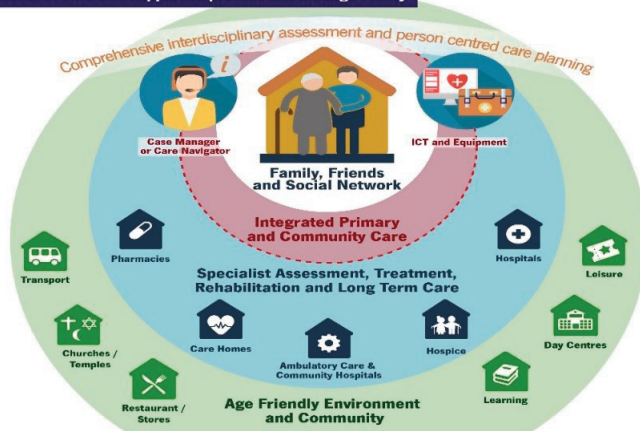 Comprehensive interdisciplinary assessment and person centred care planning
i
Case Manager
or Care Navigator
ICT and Equipment
Family, Friends
and Social Network
Integrated Primary
and Community Care
Pharmacies
Hospitals
Transport
Leisure
Specialist Assessment, Treatment,
Rehabilitation and Long Term Care
Churches /
Temples
Care Homes
Ambulatory Care &
Community Hospitals
Hospice
Day Centres
Restaurant /
Stores
Learning
Age Friendly Environment
and Community